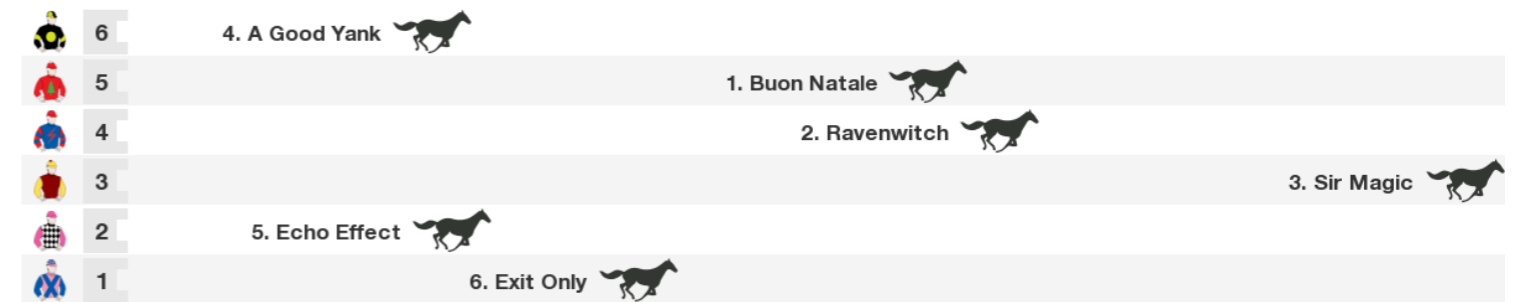 6 4. A Good Yank
5 1. Buon Natale
4 2. Ravenwitch
3 3. Sir Magic
2 5. Echo Effect
1 6. Exit Only